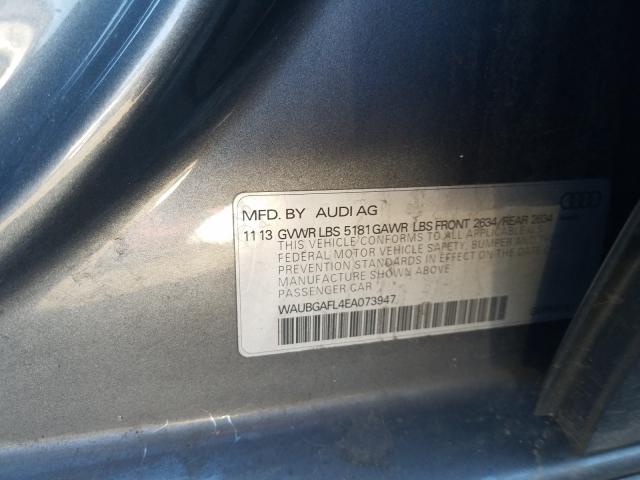 MFD. BY AUDI AG
11 13 GVWR LBS 5181 GAWR LBS FRONT 2634/REAR 2634
THIS VEHICLE CONFORMS TO ALL APPLICABLE
FEDERAL MOTOR VEHICLE SAFETY, BUMPER AND THEFT
PREVENTION STANDARDS IN EFFECT ON THE DATE OF
MANUFACTURE SHOWN ABOVE
PASSENGER CAR
WAUBGAFL4EA073947